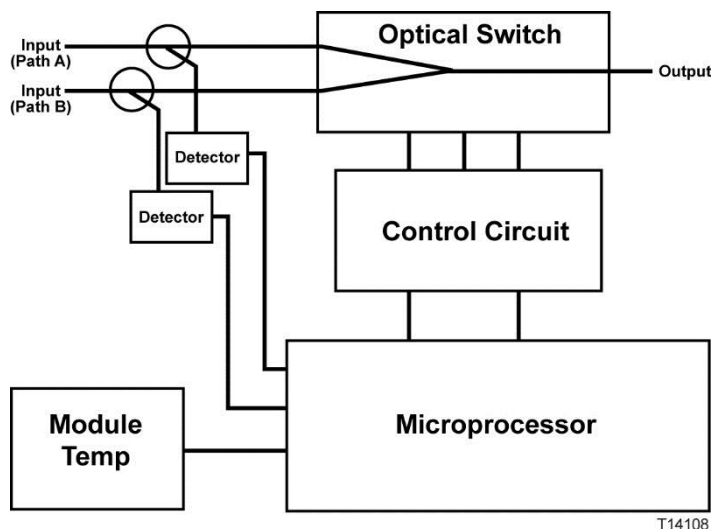 Optical Switch
Input
(Path A)
Output
Input
(Path B)
Detector
Detector
Control Circuit
Module
Temp
Microprocessor
T14108